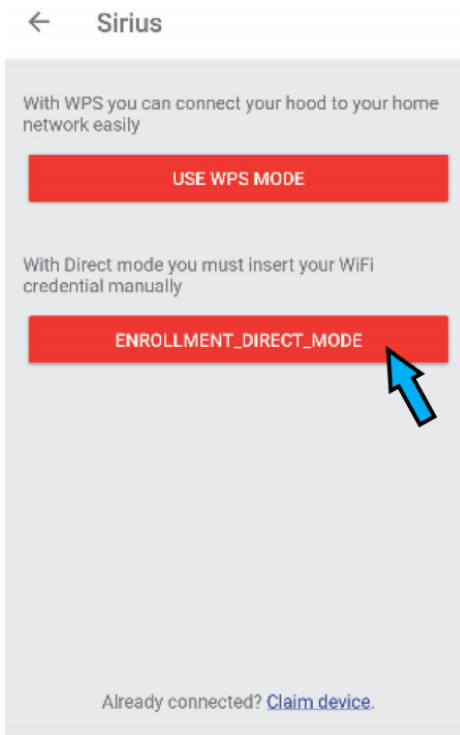 Sirius
With WPS you can connect your hood to your home
network easily
USE WPS MODE
With Direct mode you must insert your WiFi
credential manually
ENROLLMENT_DIRECT_MODE
Already connected? Claim device.